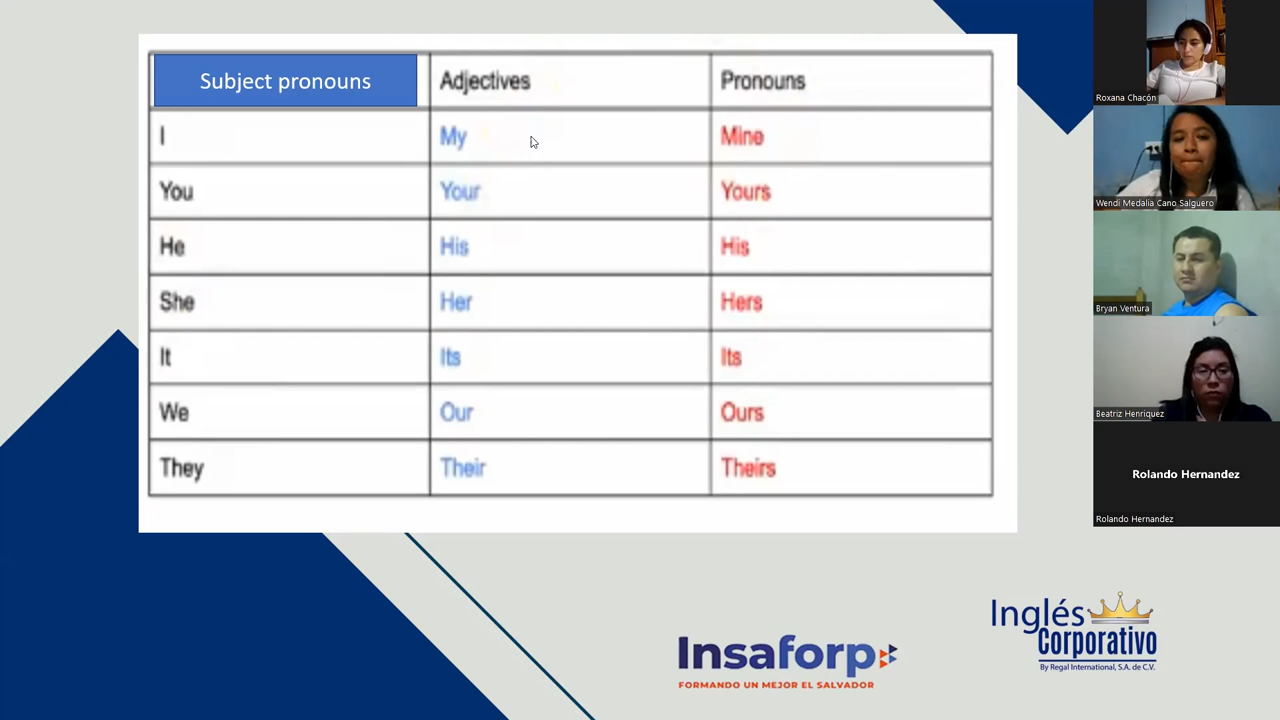 Subject pronouns Adjectives Pronouns
I My Mine
You Your Yours
He His His
She Her Hers
It Its Its
We Our Ours
They Their Theirs
Roxana Chacón
Wendi Medalia Cano Salguero
Bryan Ventura
Beatriz Henriquez
Rolando Hernandez
Rolando Hernandez
Insaforp
FORMANDO UN MEJOR EL SALVADOR
Inglés
Corporativo
By Regal International, S.A. de C.V.